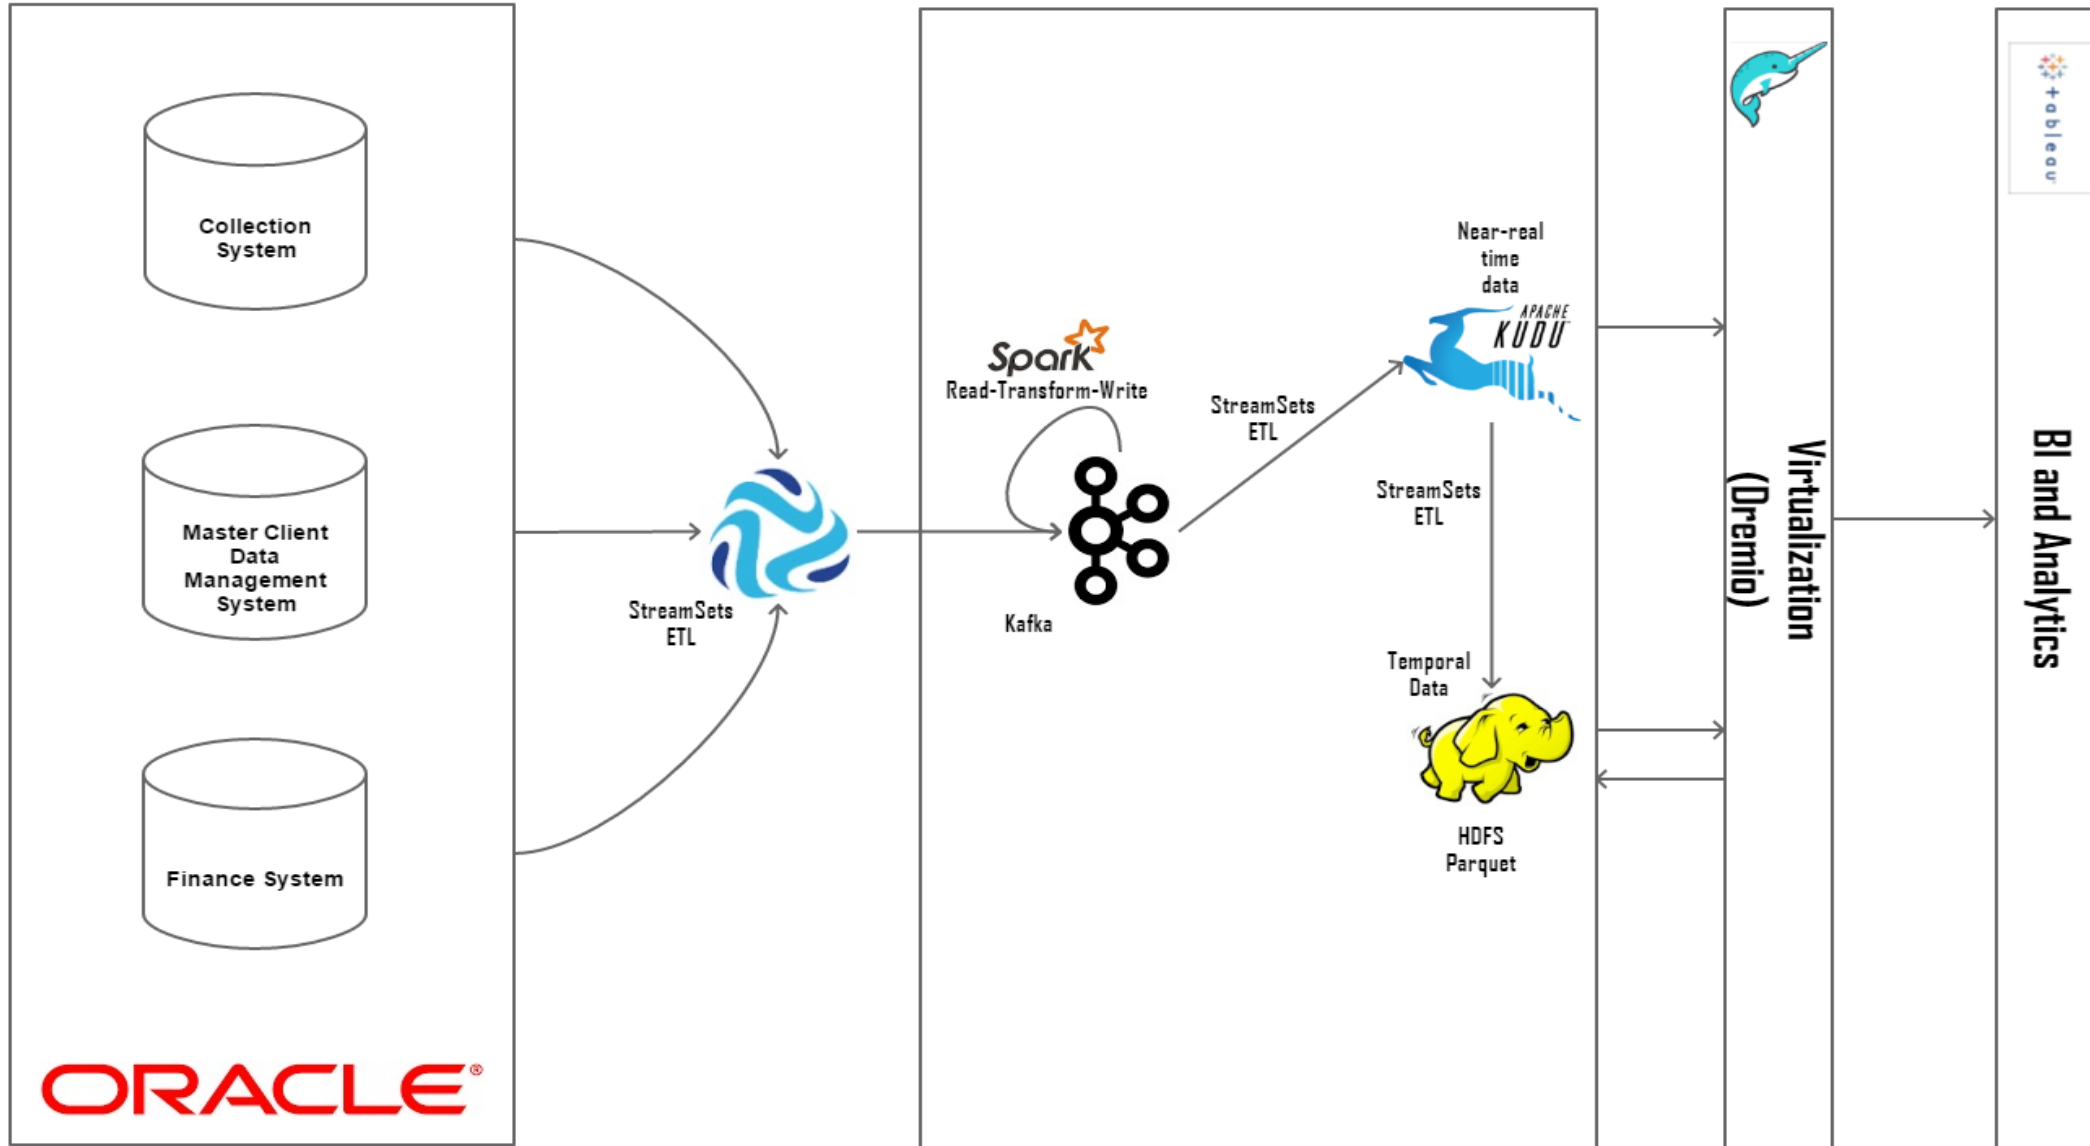 Collection
System
Master Client
Data
Management
System
Finance System
ORACLE®
StreamSets
ETL
Spark
Read-Transform-Write
Kafka
StreamSets
ETL
Near-real
time
data
APACHE
KUDU
StreamSets
ETL
Temporal
Data
HDFS
Parquet
Virtualization
(Dremio)
+ableau
BI and Analytics